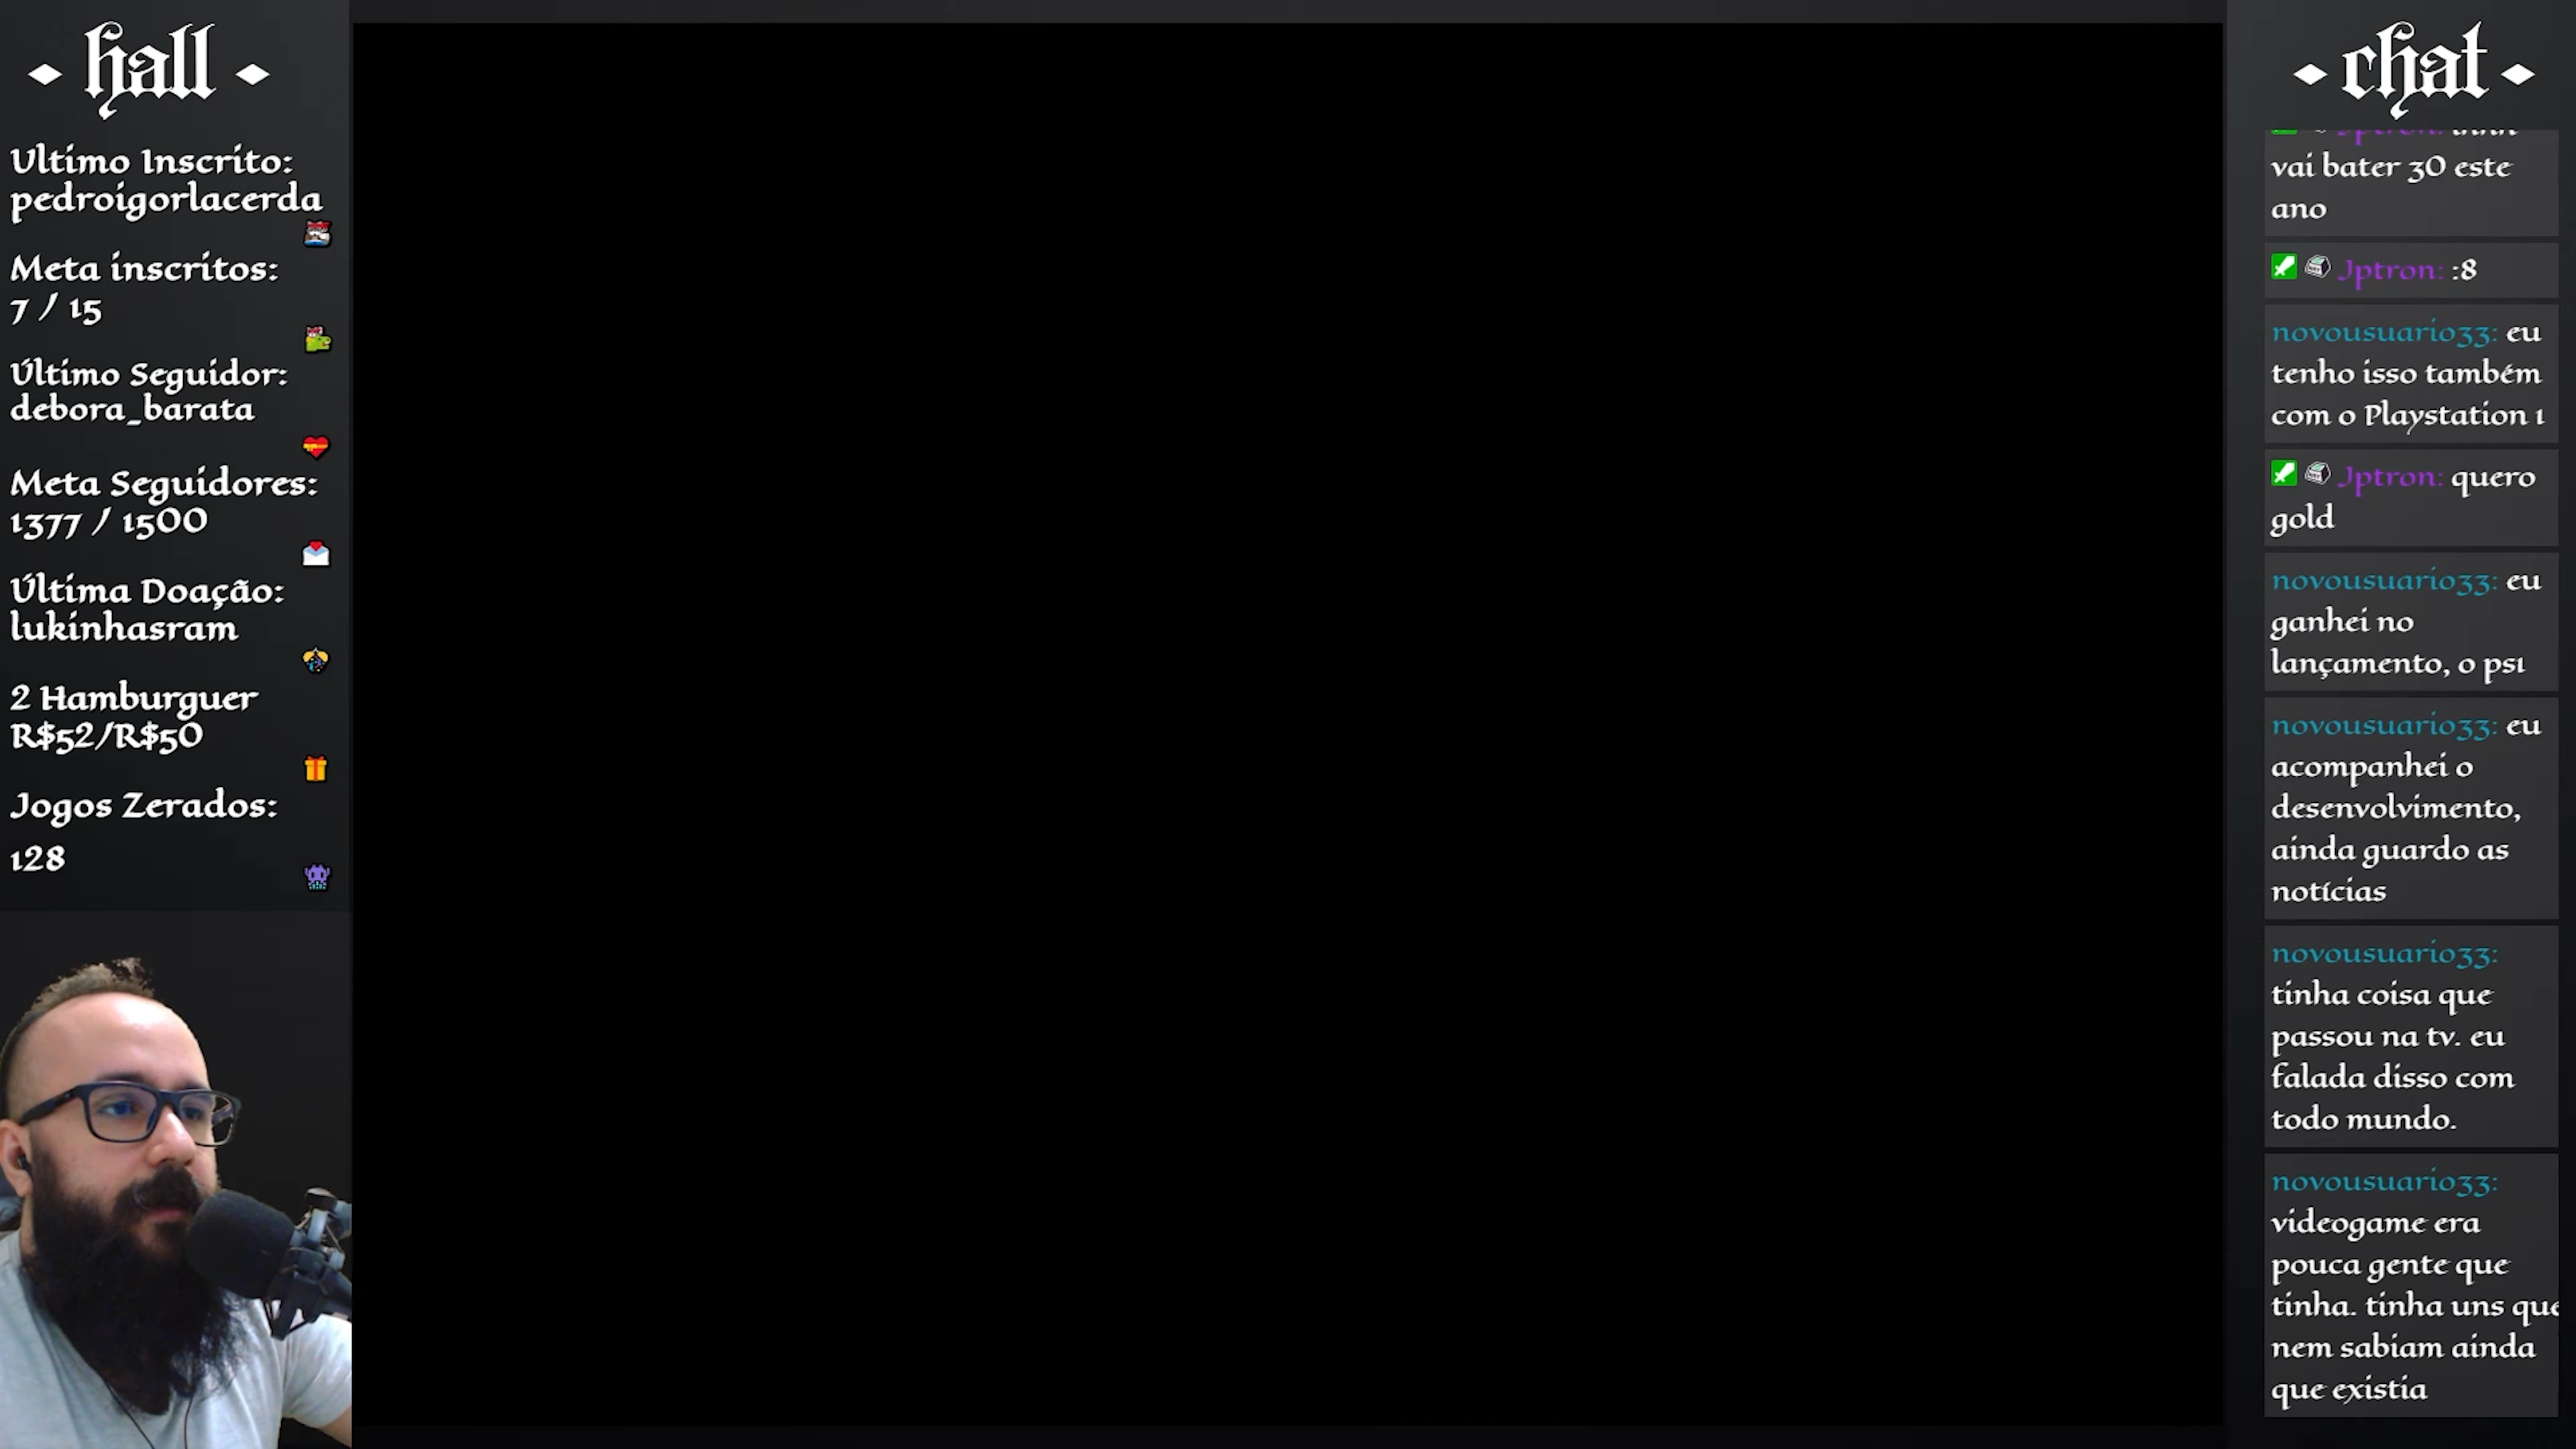 hall
Ultimo Inscrito:
pedroigorlacerda
Meta inscritos:
7 / 15
Último Seguidor:
debora_barata
Meta Seguidores:
1377 / 1500
Última Doação:
lukinhasram
2 Hamburguer
R$52/R$50
Jogos Zerados:
128
chat
Jptron:
vai bater 30 este
ano
Jptron: :8
novousuario33: eu
tenho isso também
com o Playstation 1
Jptron: quero
gold
novousuario33: eu
ganhei no
lançamento, o ps1
novousuario33: eu
acompanhei o
desenvolvimento,
ainda guardo as
notícias
novousuario33:
tinha coisa que
passou na tv. eu
falada disso com
todo mundo.
novousuario33:
videogame era
pouca gente que
tinha. tinha uns que
nem sabiam ainda
que existia